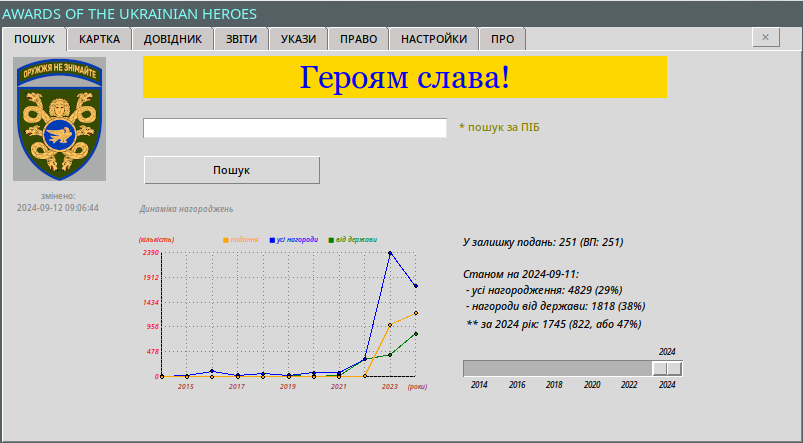 AWARDS OF THE UKRAINIAN HEROES
ПОШУК КАРТКА ДОВІДНИК ЗВІТИ УКАЗИ ПРАВО НАСТРОЙКИ ПРО ×
ОРУЖЖЯ НЕ ЗНІМАЙТЕ
Героям слава!
* пошук за ПІБ
Пошук
змінено:
2024-09-12 09:06:44
Динаміка нагороджень
(кількість) подання усі нагороди від держави
2390
1912
1434
956
478
0
2015 2017 2019 2021 2023 (роки)
У залишку подань: 251 (ВП: 251)
Станом на 2024-09-11:
- усі нагородження: 4829 (29%)
- нагороди від держави: 1818 (38%)
** за 2024 рік: 1745 (822, або 47%)
2024
2014 2016 2018 2020 2022 2024